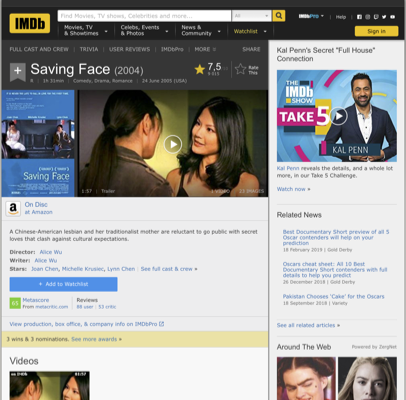 IMDb
Find Movies, TV shows, Celebrities and more...
All
Movies, TV & Showtimes
Celebs, Events & Photos
News & Community
Watchlist
IMDbPro
Help
Sign in
FULL CAST AND CREW | TRIVIA | USER REVIEWS | IMDbPro | MORE
SHARE
Saving Face (2004)
7,5
Rate This
1h 31min | Comedy, Drama, Romance | 24 June 2005 (USA)
Saving Face
1:57 | Trailer
On Disc
at Amazon
A Chinese-American lesbian and her traditionalist mother are reluctant to go public with secret
loves that clash against cultural expectations.
Director: Alice Wu
Writer: Alice Wu
Stars: Joan Chen, Michelle Krusiec, Lynn Chen | See full cast & crew »
+ Add to Watchlist
65
Metascore
From metacritic.com
Reviews
86 user | 53 critic
View production, box office, & company info on IMDbPro
3 wins & 3 nominations. See more awards »
Videos
Kal Penn's Secret "Full House"
Connection
THE IMDb SHOW
TAKE 5
KAL PENN
Kal Penn reveals the details, and a whole lot
more, in our Take 5 Challenge.
Watch now »
Related News
Best Documentary Short preview of all 5
Oscar contenders will help on your
prediction
18 February 2019 | Gold Derby
Oscars cheat sheet: All 10 Best
Documentary Short contenders with full
details to help you predict
26 December 2018 | Gold Derby
Pakistan Chooses 'Cake' for the Oscars
18 September 2018 | Variety
See all related articles »
Around The Web
Powered by ZergNet